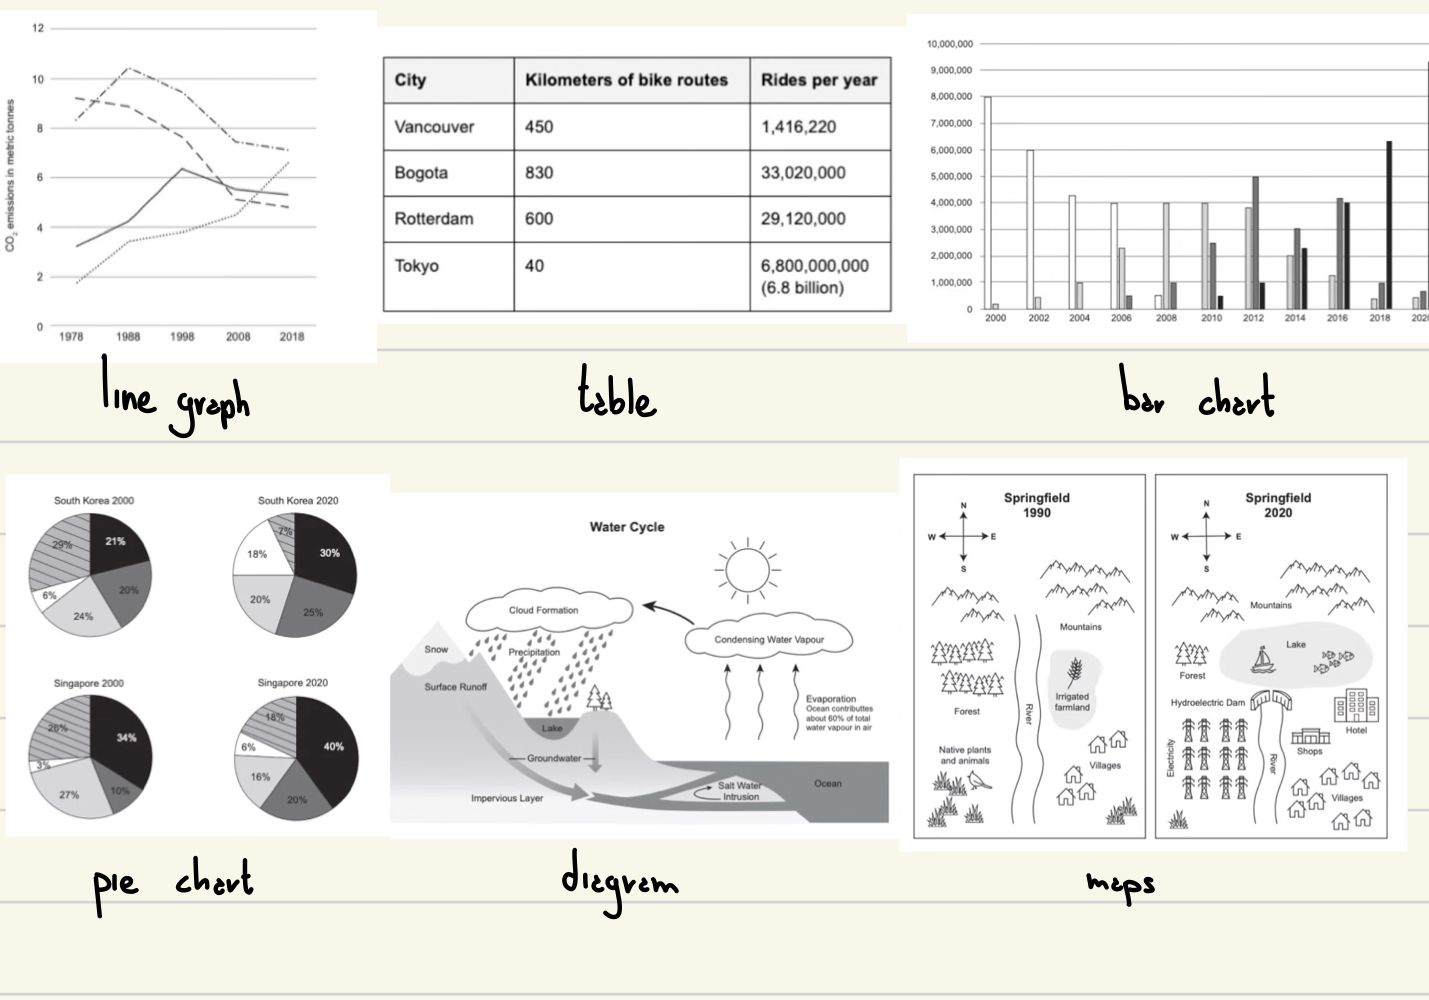 12
10
8
6
4
2
0
CO₂ emissions in metric tonnes
1978 1988 1998 2008 2018
line graph
City Kilometers of bike routes Rides per year
Vancouver 450 1,416,220
Bogota 830 33,020,000
Rotterdam 600 29,120,000
Tokyo 40 6,800,000,000
(6.8 billion)
table
10,000,000
9,000,000
8,000,000
7,000,000
6,000,000
5,000,000
4,000,000
3,000,000
2,000,000
1,000,000
0
2000 2002 2004 2006 2008 2010 2012 2014 2016 2018 2020
bar chart
South Korea 2000
29% 21%
6% 20%
24%
South Korea 2020
7%
18% 30%
20% 25%
Singapore 2000
26% 34%
3% 10%
27%
Singapore 2020
18%
6% 40%
16% 20%
pie chart
Water Cycle
Cloud Formation
Condensing Water Vapour
Snow
Precipitation
Surface Runoff
Evaporation
Ocean contributes
about 60% of total
water vapour in air
Lake
Groundwater
Impervious Layer
Salt Water
Intrusion
Ocean
diagram
Springfield
1990
N
W E
S
Mountains
Forest
River
Irrigated
farmland
Native plants
and animals
Villages
Springfield
2020
N
W E
S
Mountains
Lake
Forest
Hydroelectric Dam
Hotel
Shops
Electricity
River
Villages
maps